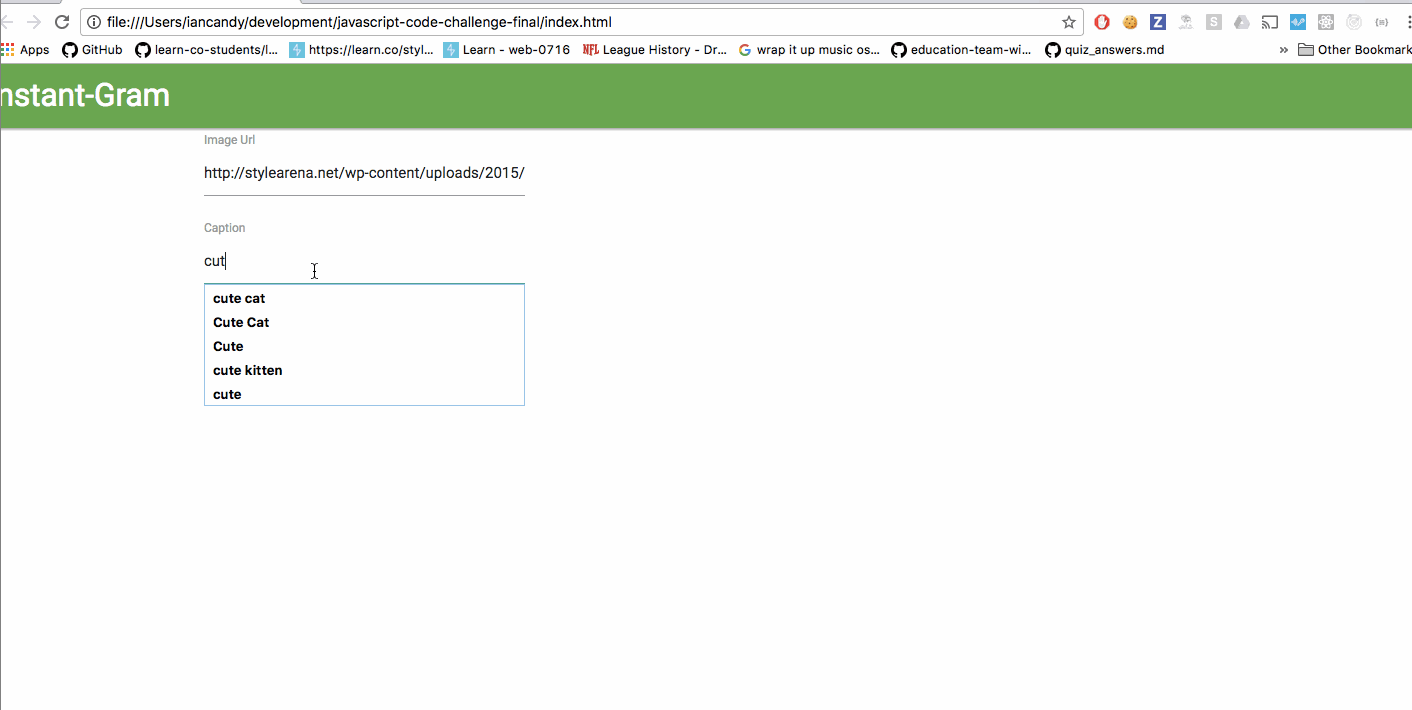 file:///Users/iancandy/development/javascript-code-challenge-final/index.html
Apps GitHub learn-co-students/l... https://learn.co/styl... Learn - web-0716 NFL League History - Dr... wrap it up music os... education-team-wi... quiz_answers.md » Other Bookmark
nstant-Gram
Image Url
http://stylearena.net/wp-content/uploads/2015/
Caption
cut
cute cat
Cute Cat
Cute
cute kitten
cute